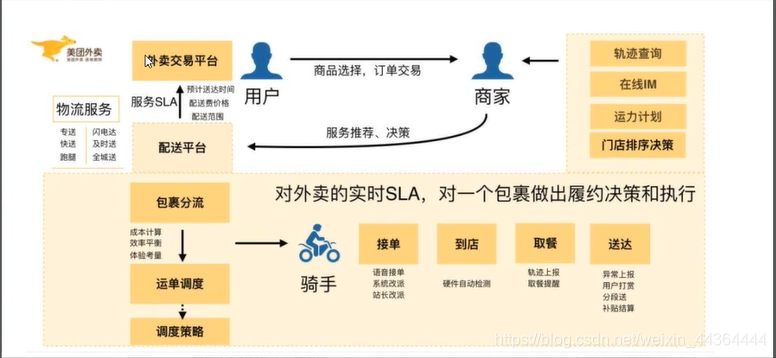 美团外卖
外卖交易平台
用户
商品选择，订单交易
商家
轨迹查询
在线IM
运力计划
门店排序决策
物流服务
专送 闪电达
快送 及时送
跑腿 全城送
服务SLA
预计送达时间
配送费价格
配送范围
配送平台
服务推荐、决策
对外卖的实时SLA，对一个包裹做出履约决策和执行
包裹分流
成本计算
效率平衡
体验考量
运单调度
调度策略
骑手
接单
语音接单
系统改派
站长改派
到店
硬件自动检测
取餐
轨迹上报
取餐提醒
送达
异常上报
用户打赏
分段送
补贴结算
https://blog.csdn.net/weixin_44364444